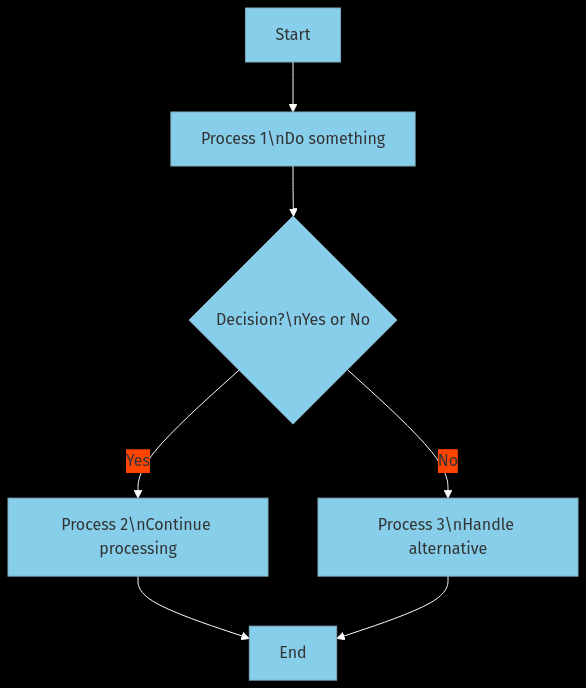 Start
Process 1\nDo something
Decision?\nYes or No
Yes
No
Process 2\nContinue
processing
Process 3\nHandle
alternative
End